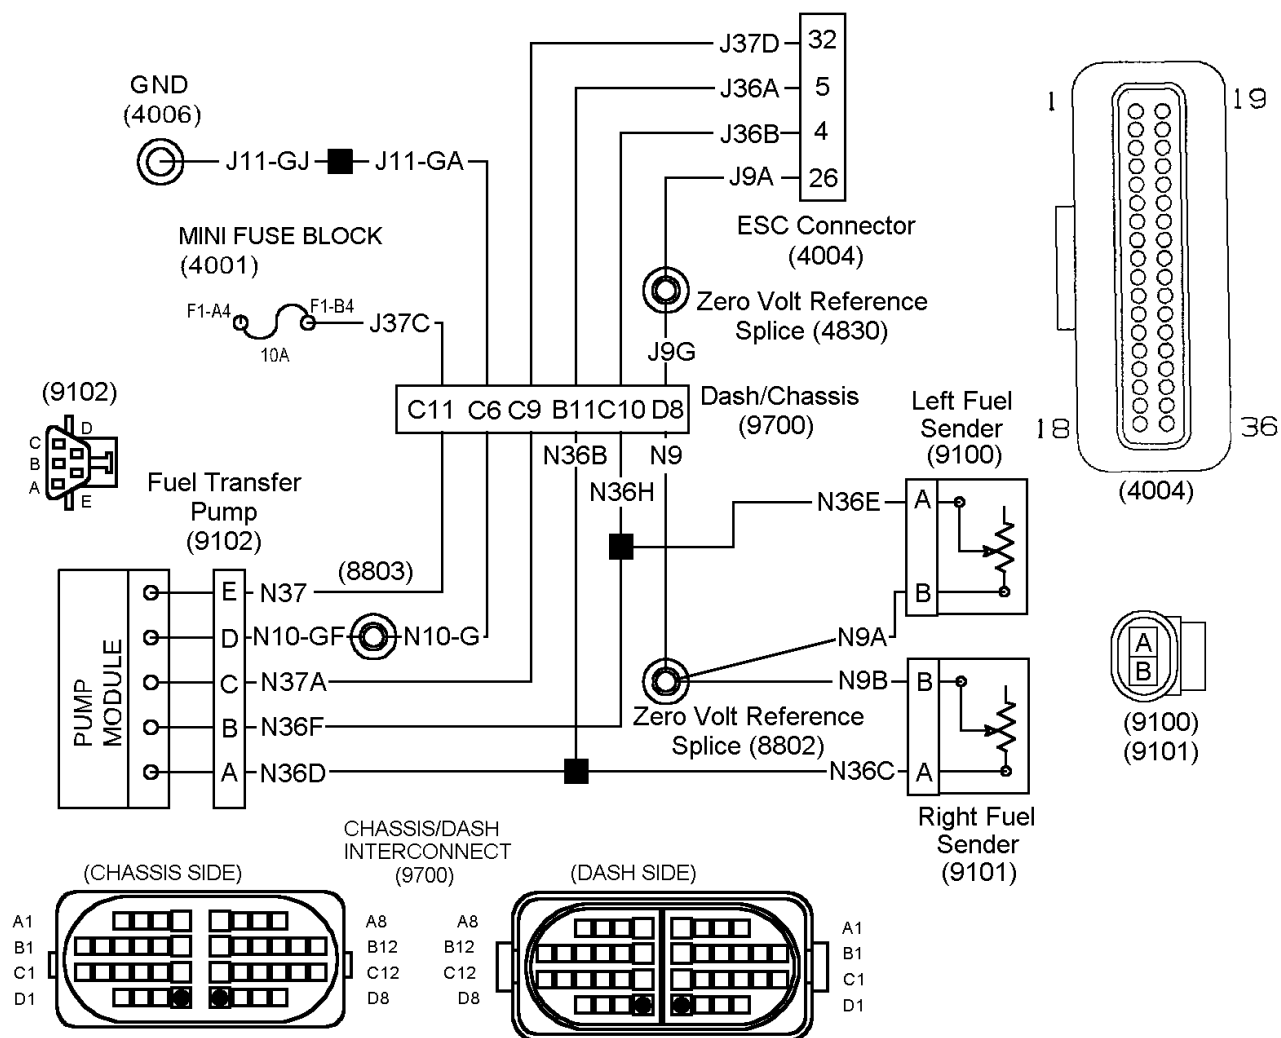 J37D 32
GND
(4006)
J36A 5
J36B 4
J11-GJ J11-GA
J9A 26
ESC Connector
(4004)
MINI FUSE BLOCK
(4001)
F1-A4 F1-B4
10A
J37C
Zero Volt Reference
Splice (4830)
J9G
1 19
18 36
(4004)
C11 C6 C9 B11 C10 D8
Dash/Chassis
(9700)
N36B N9
N36H
(9102)
C D
B
A E
Fuel Transfer
Pump
(9102)
Left Fuel
Sender
(9100)
N36E A
B
N9A
(8803)
PUMP
MODULE
E N37
D N10-GF N10-G
C N37A
B N36F
A N36D
N9B B
N36C A
Zero Volt Reference
Splice (8802)
Right Fuel
Sender
(9101)
A
B
(9100)
(9101)
CHASSIS/DASH
INTERCONNECT
(9700)
(CHASSIS SIDE)
A1 A8
B1 B12
C1 C12
D1 D8
(DASH SIDE)
A8 A1
B12 B1
C12 C1
D8 D1